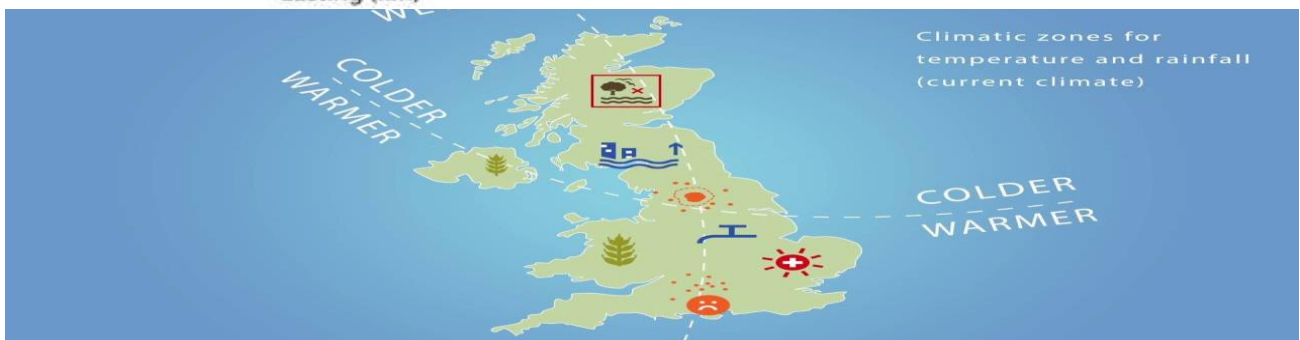 Climatic zones for
temperature and rainfall
(current climate)
COLDER
WARMER
COLDER
WARMER